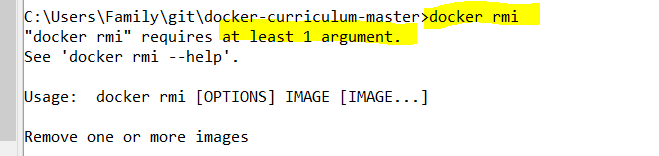 C:\Users\Family\git\docker-curriculum-master>docker rmi
"docker rmi" requires at least 1 argument.
See 'docker rmi --help'.
Usage:  docker rmi [OPTIONS] IMAGE [IMAGE...]
Remove one or more images